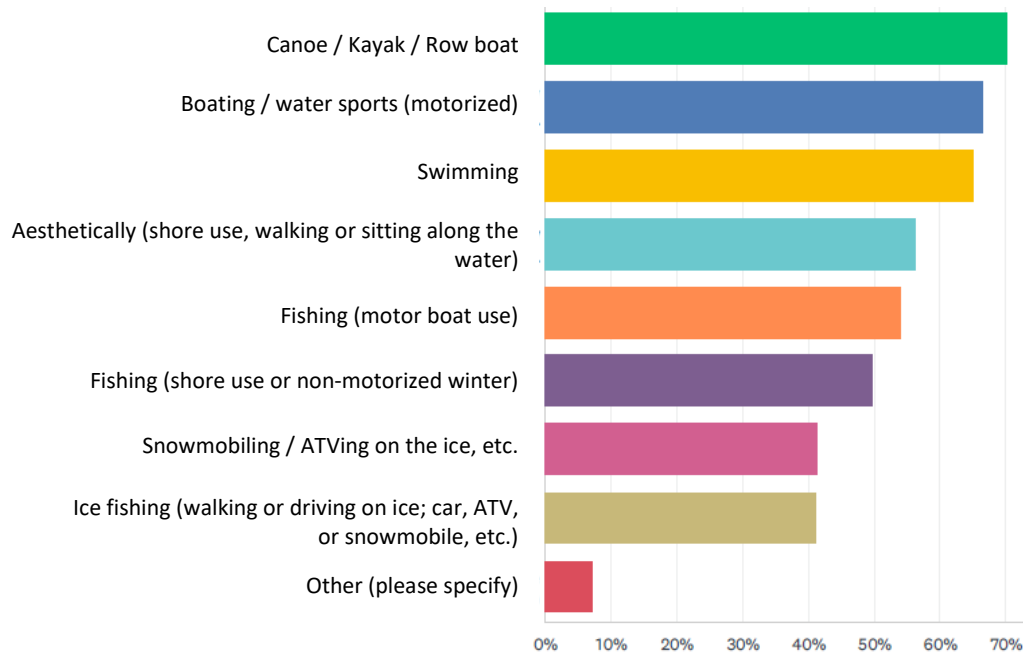 Canoe / Kayak / Row boat
Boating / water sports (motorized)
Swimming
Aesthetically (shore use, walking or sitting along the
water)
Fishing (motor boat use)
Fishing (shore use or non-motorized winter)
Snowmobiling / ATVing on the ice, etc.
Ice fishing (walking or driving on ice; car, ATV,
or snowmobile, etc.)
Other (please specify)
0% 10% 20% 30% 40% 50% 60% 70%